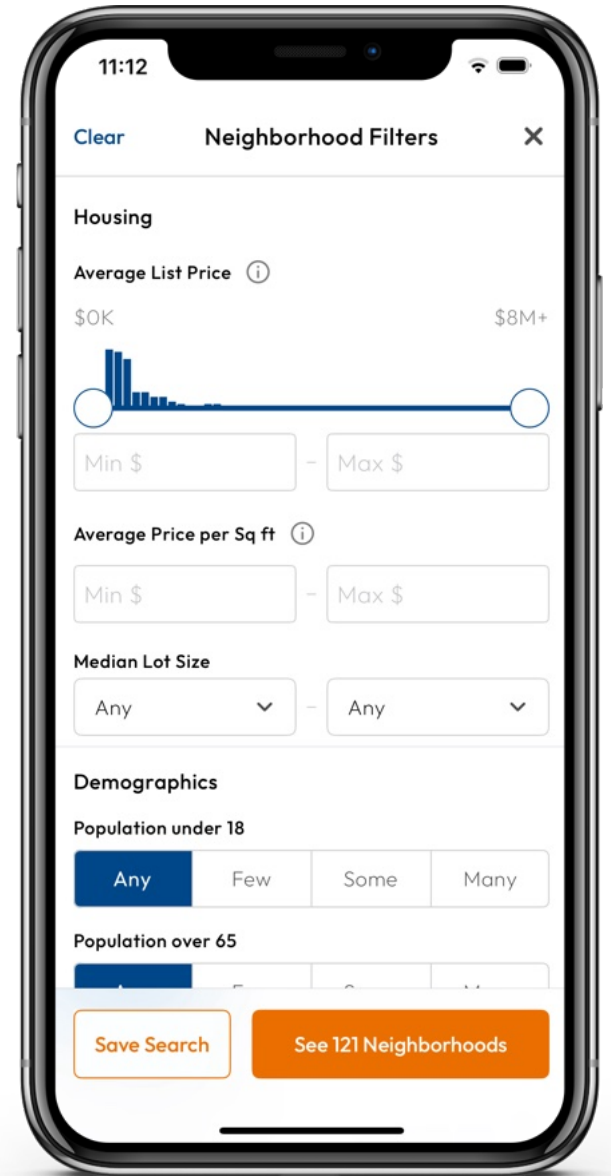 11:12
Clear Neighborhood Filters ×
Housing
Average List Price i
$0K $8M+
Min $ – Max $
Average Price per Sq ft i
Min $ – Max $
Median Lot Size
Any – Any
Demographics
Population under 18
Any Few Some Many
Population over 65
Save Search See 121 Neighborhoods